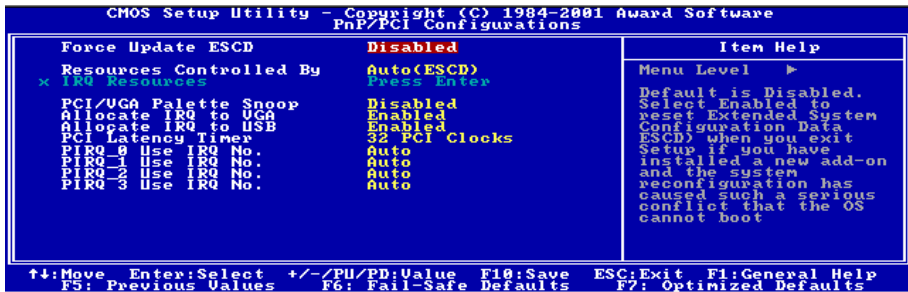 CMOS Setup Utility - Copyright (C) 1984-2001 Award Software
PnP/PCI Configurations
Force Update ESCD Disabled
Resources Controlled By Auto(ESCD)
x IRQ Resources Press Enter
PCI/VGA Palette Snoop Disabled
Allocate IRQ to VGA Enabled
Allocate IRQ to USB Enabled
PCI Latency Timer 32 PCI Clocks
PIRQ_0 Use IRQ No. Auto
PIRQ_1 Use IRQ No. Auto
PIRQ_2 Use IRQ No. Auto
PIRQ_3 Use IRQ No. Auto
Item Help
Menu Level ►
Default is Disabled.
Select Enabled to
reset Extended System
Configuration Data
ESCD) when you exit
Setup if you have
installed a new add-on
and the system
reconfiguration has
caused such a serious
conflict that the OS
cannot boot
↑↓:Move Enter:Select +/-/PU/PD:Value F10:Save ESC:Exit F1:General Help
F5: Previous Values F6: Fail-Safe Defaults F7: Optimized Defaults